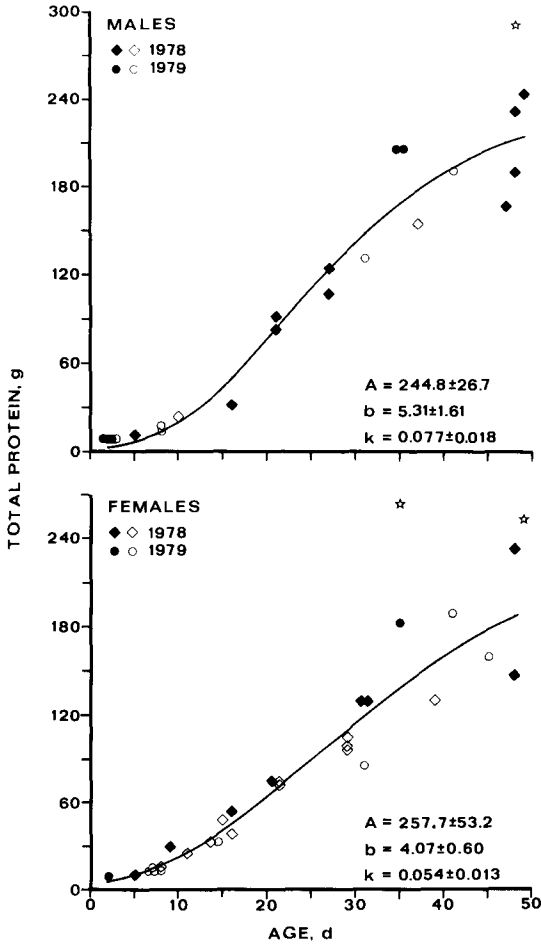 300
MALES
◆ ◇ 1978
● ○ 1979
240
180
120
60
0
A = 244.8±26.7
b = 5.31±1.61
k = 0.077±0.018
TOTAL PROTEIN, g
FEMALES
◆ ◇ 1978
● ○ 1979
240
180
120
60
0
A = 257.7±53.2
b = 4.07±0.60
k = 0.054±0.013
0 10 20 30 40 50
AGE, d